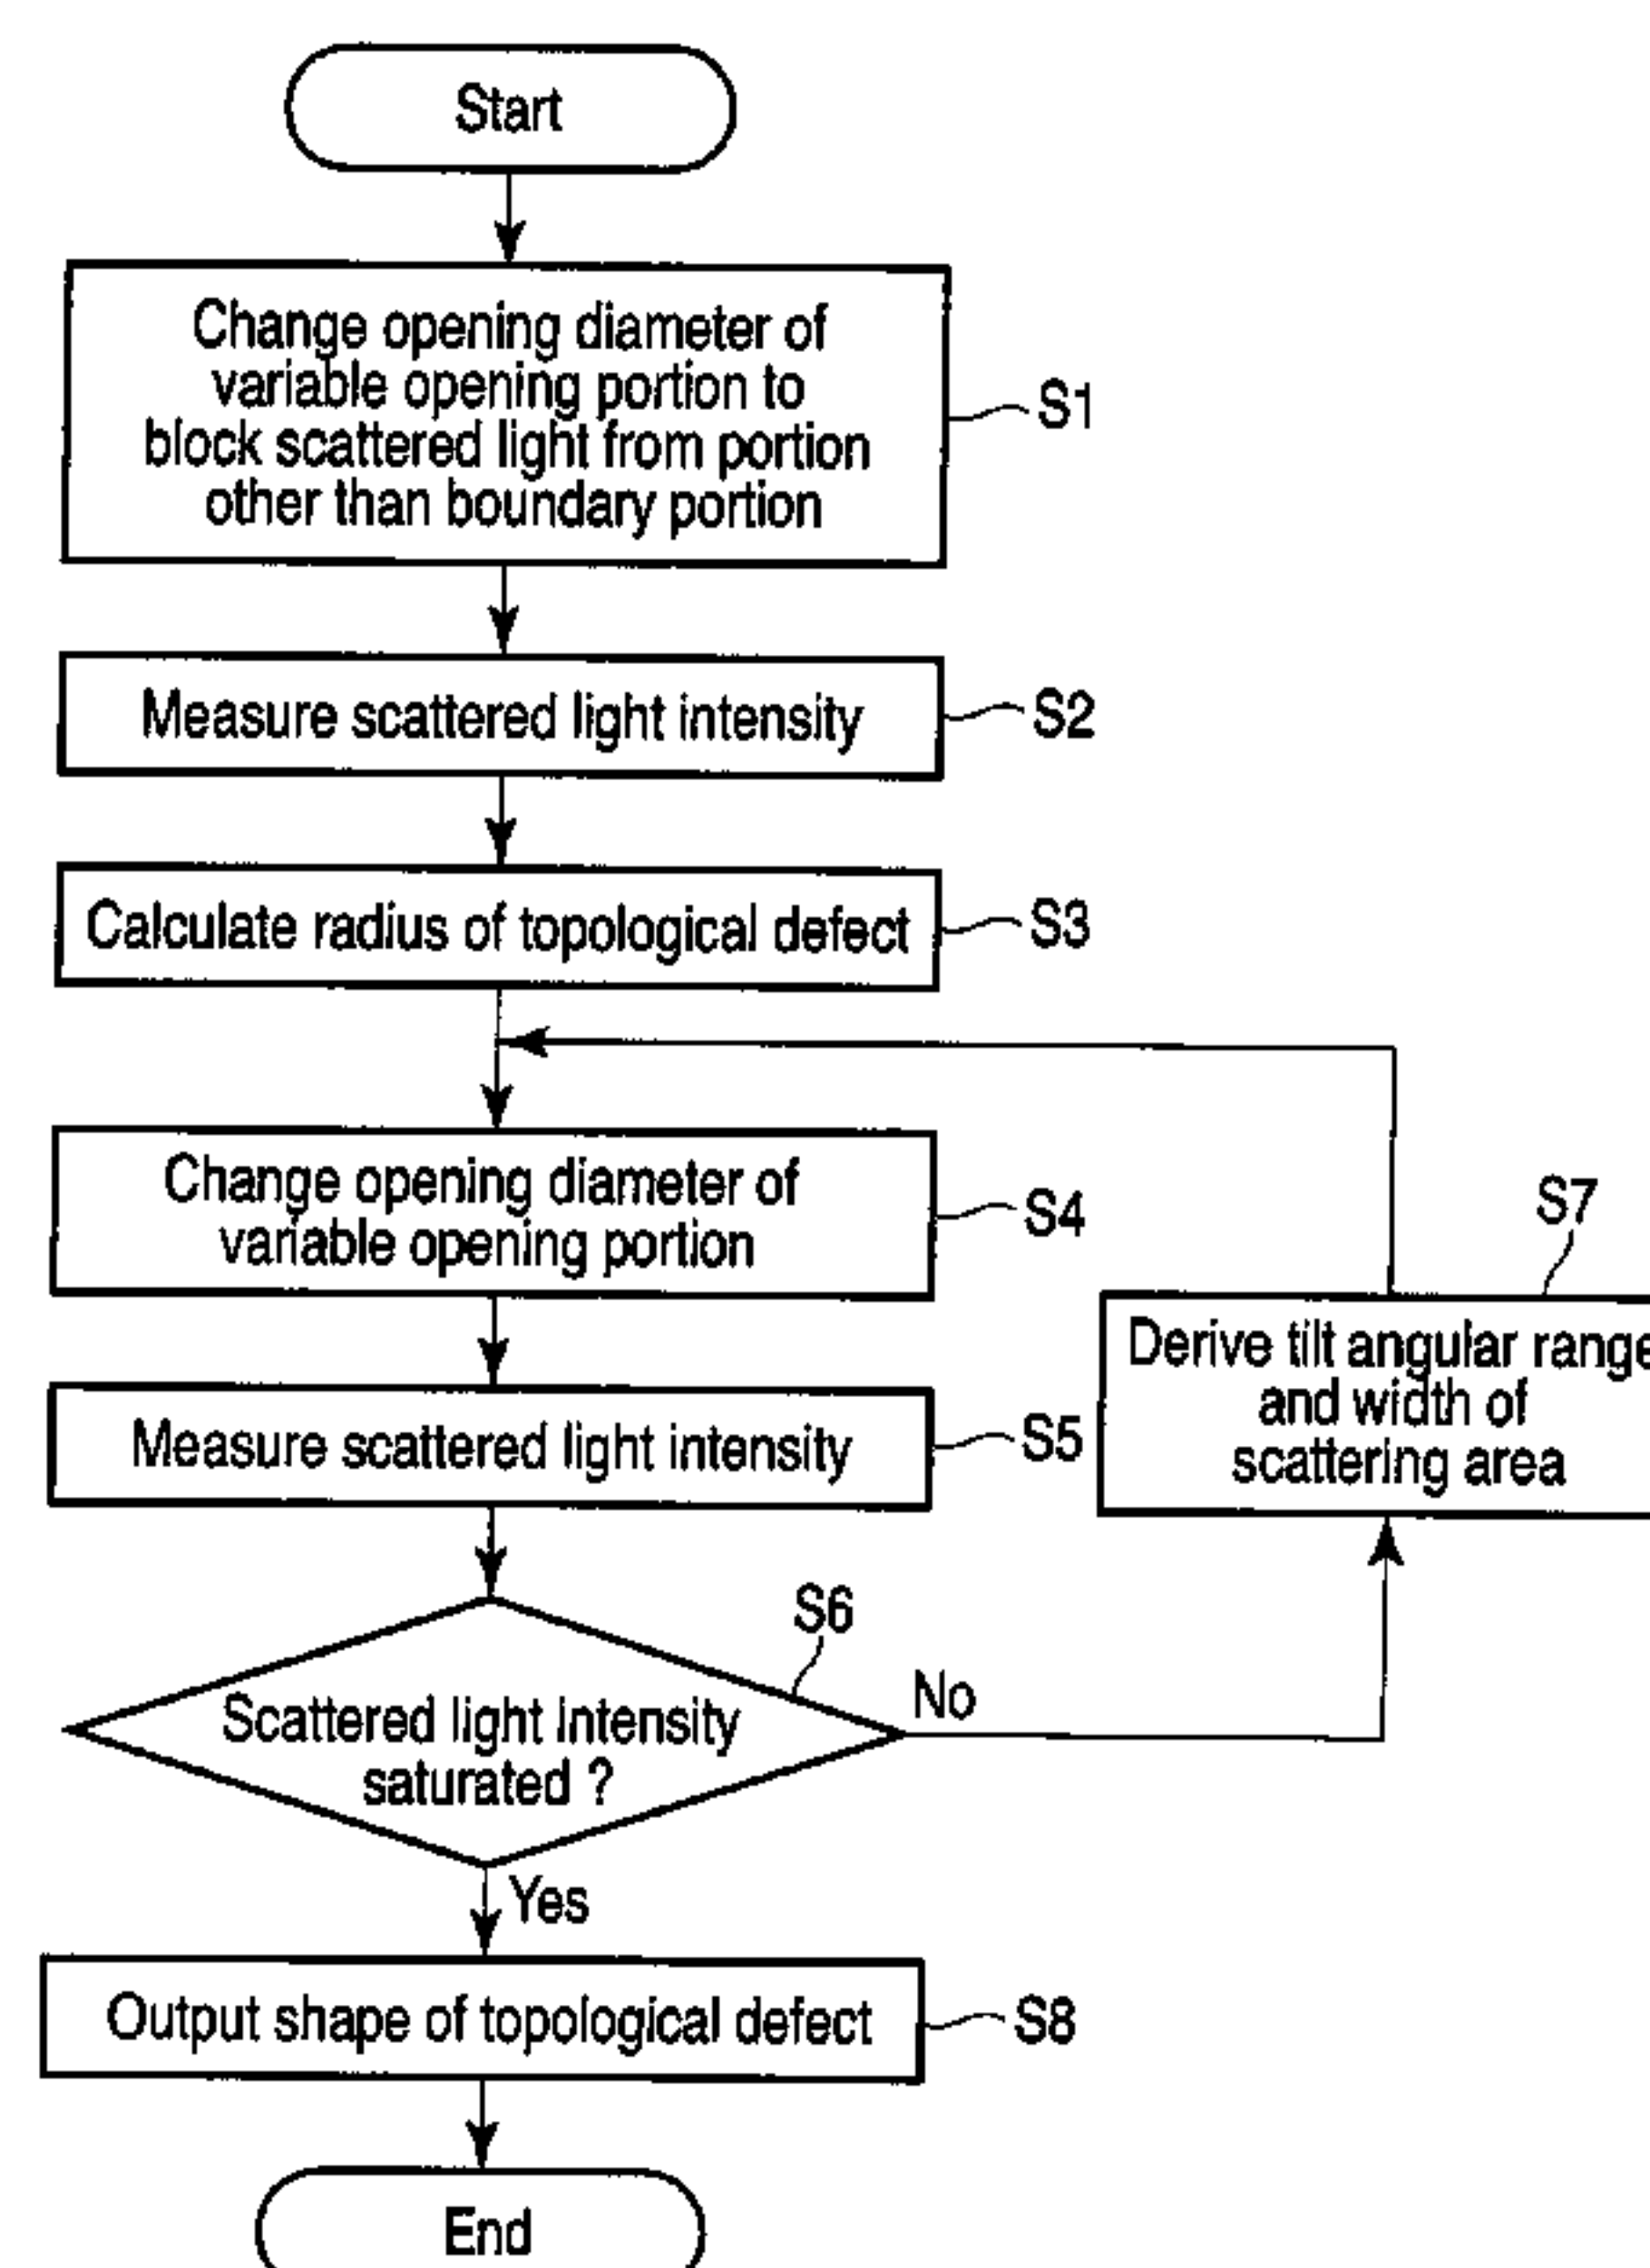 Start
Change opening diameter of
variable opening portion to
block scattered light from portion
other than boundary portion
S1
Measure scattered light intensity
S2
Calculate radius of topological defect
S3
Change opening diameter of
variable opening portion
S4
Measure scattered light intensity
S5
S7
Derive tilt angular range
and width of
scattering area
S6
Scattered light intensity
saturated ?
No
Yes
Output shape of topological defect
S8
End